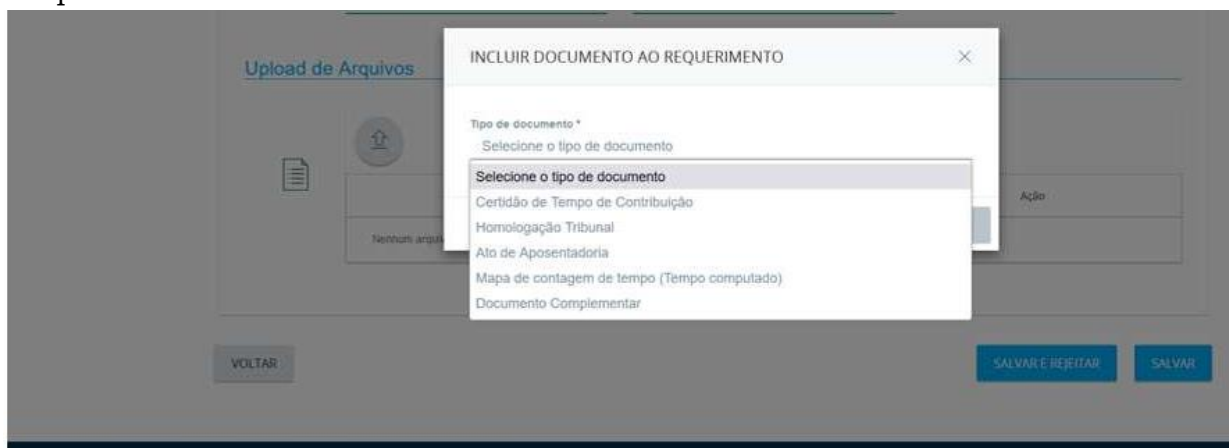 INCLUIR DOCUMENTO AO REQUERIMENTO
Upload de Arquivos
Tipo de documento *
Selecione o tipo de documento
Selecione o tipo de documento
Certidão de Tempo de Contribuição
Homologação Tribunal
Ato de Aposentadoria
Mapa de contagem de tempo (Tempo computado)
Documento Complementar
Ação
Nenhum
VOLTAR
SALVAR E REJEITAR
SALVAR